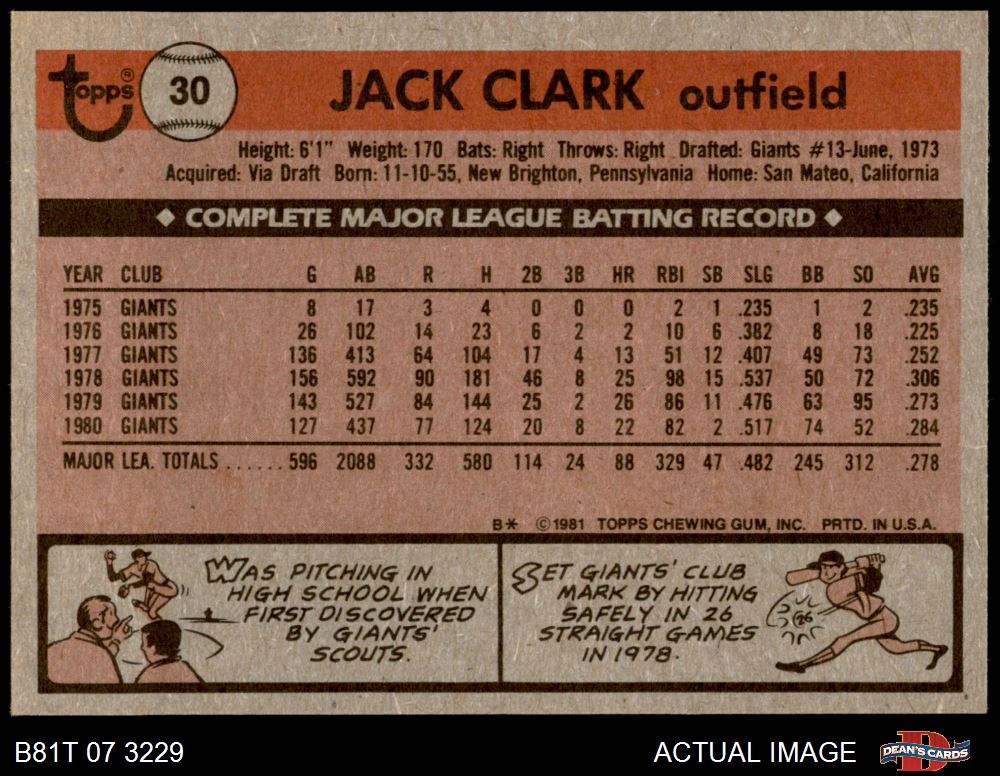 topps® 30 JACK CLARK outfield
Height: 6'1" Weight: 170 Bats: Right Throws: Right Drafted: Giants #13-June, 1973
Acquired: Via Draft Born: 11-10-55, New Brighton, Pennsylvania Home: San Mateo, California
◆ COMPLETE MAJOR LEAGUE BATTING RECORD ◆
YEAR CLUB G AB R H 2B 3B HR RBI SB SLG BB SO AVG
1975 GIANTS 8 17 3 4 0 0 0 2 1 .235 1 2 .235
1976 GIANTS 26 102 14 23 6 2 2 10 6 .382 8 18 .225
1977 GIANTS 136 413 64 104 17 4 13 51 12 .407 49 73 .252
1978 GIANTS 156 592 90 181 46 8 25 98 15 .537 50 72 .306
1979 GIANTS 143 527 84 144 25 2 26 86 11 .476 63 95 .273
1980 GIANTS 127 437 77 124 20 8 22 82 2 .517 74 52 .284
MAJOR LEA. TOTALS ...... 596 2088 332 580 114 24 88 329 47 .482 245 312 .278
B* ©1981 TOPPS CHEWING GUM, INC. PRTD. IN U.S.A.
WAS PITCHING IN
HIGH SCHOOL WHEN
FIRST DISCOVERED
BY GIANTS'
SCOUTS.
SET GIANTS' CLUB
MARK BY HITTING
SAFELY IN 26
STRAIGHT GAMES
IN 1978.
26
B81T 07 3229 ACTUAL IMAGE DEAN'S CARDS